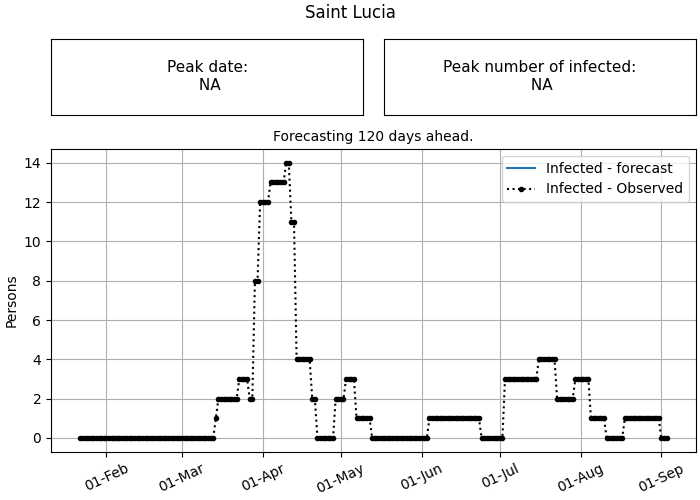 Saint Lucia
Peak date:
NA
Peak number of infected:
NA
Forecasting 120 days ahead.
Infected - forecast
Infected - Observed
Persons
14
12
10
8
6
4
2
0
01-Feb
01-Mar
01-Apr
01-May
01-Jun
01-Jul
01-Aug
01-Sep